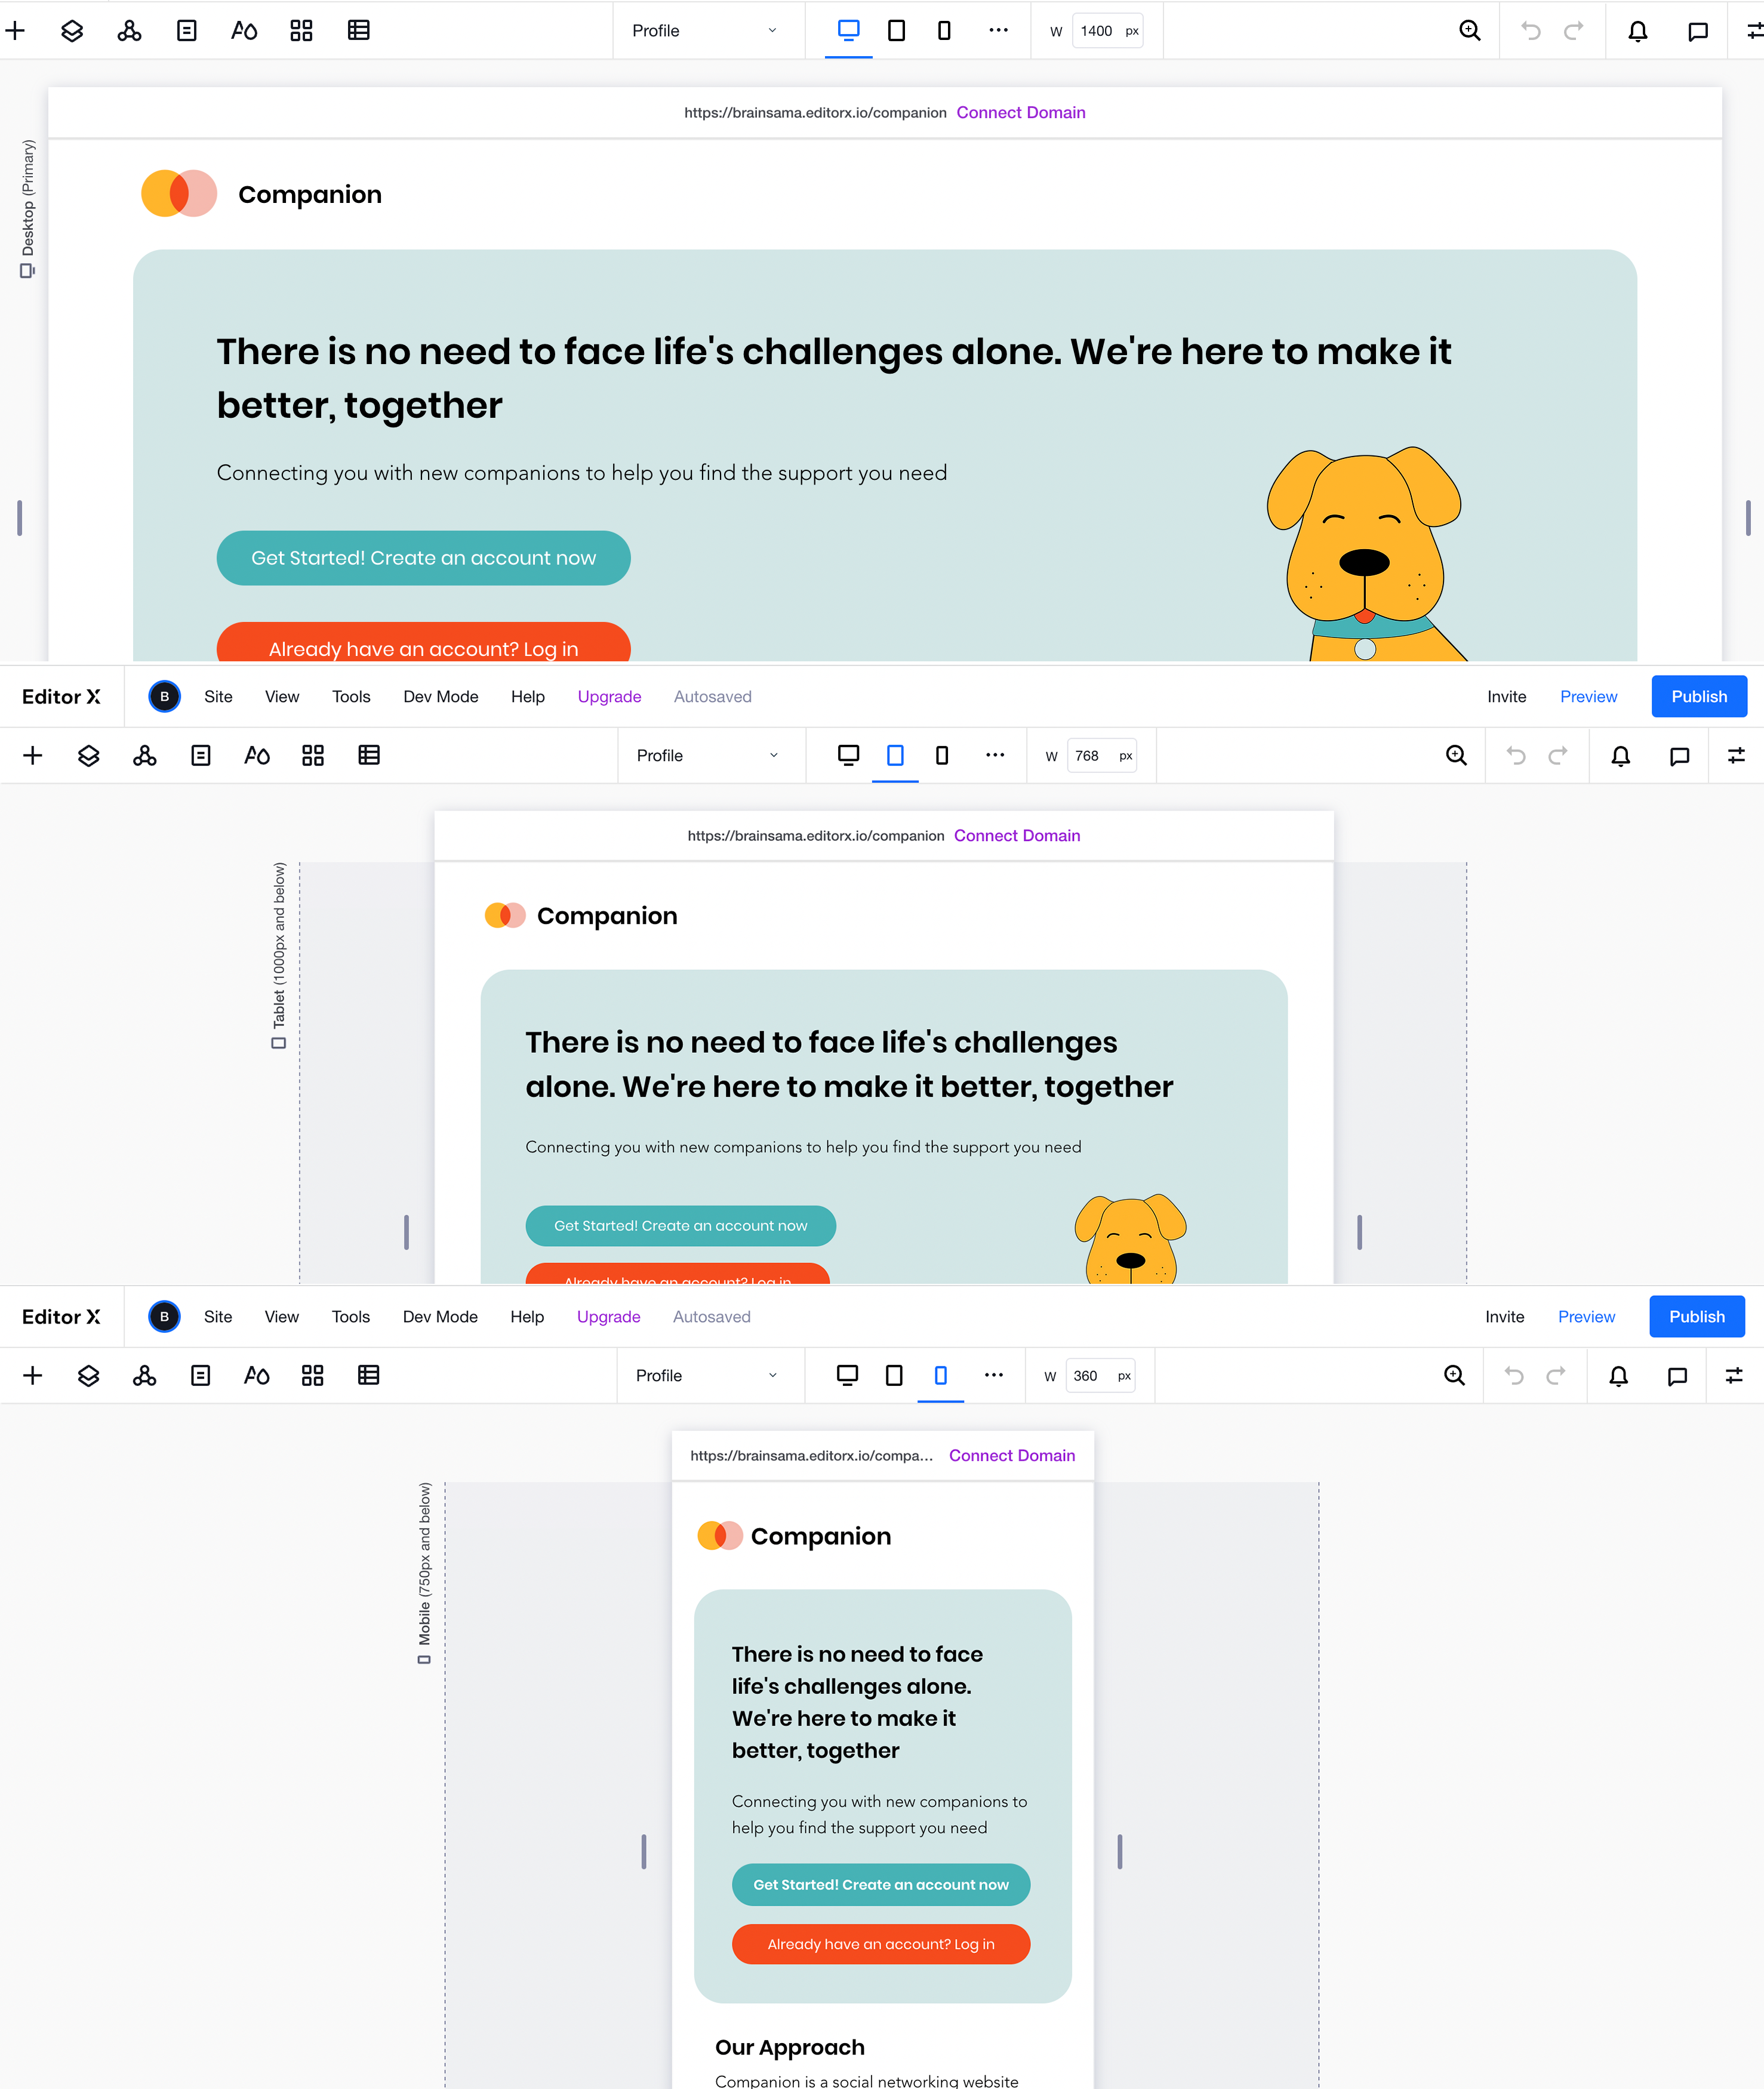 Profile
W 1400 px
https://brainsama.editorx.io/companion Connect Domain
Desktop (Primary)
Companion
There is no need to face life's challenges alone. We're here to make it
better, together
Connecting you with new companions to help you find the support you need
Get Started! Create an account now
Already have an account? Log in
Editor X B Site View Tools Dev Mode Help Upgrade Autosaved Invite Preview Publish
Profile
W 768 px
https://brainsama.editorx.io/companion Connect Domain
Tablet (1000px and below)
Companion
There is no need to face life's challenges
alone. We're here to make it better, together
Connecting you with new companions to help you find the support you need
Get Started! Create an account now
Already have an account? Log in
Editor X B Site View Tools Dev Mode Help Upgrade Autosaved Invite Preview Publish
Profile
W 360 px
https://brainsama.editorx.io/compa... Connect Domain
Mobile (750px and below)
Companion
There is no need to face
life's challenges alone.
We're here to make it
better, together
Connecting you with new companions to
help you find the support you need
Get Started! Create an account now
Already have an account? Log in
Our Approach
Companion is a social networking website